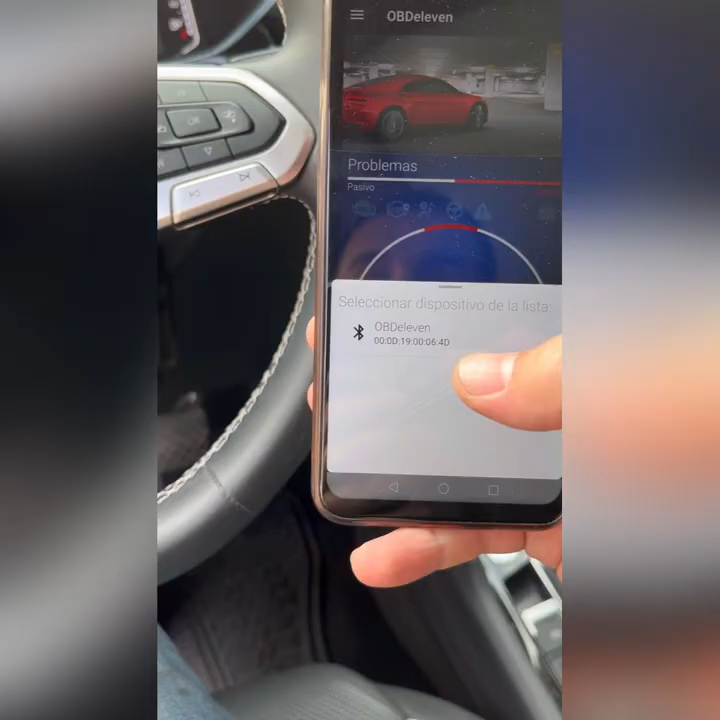 OBDeleven
Problemas
Pasivo
Seleccionar dispositivo de la lista:
OBDeleven
00:0D:19:00:06:4D
OK